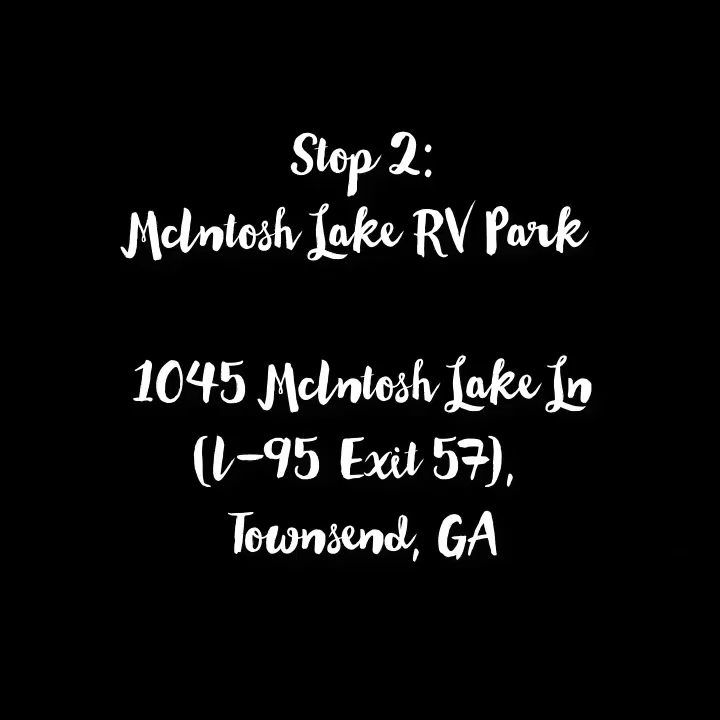 Stop 2:
McIntosh Lake RV Park
1045 McIntosh Lake Ln
(I-95 Exit 57),
Townsend, GA